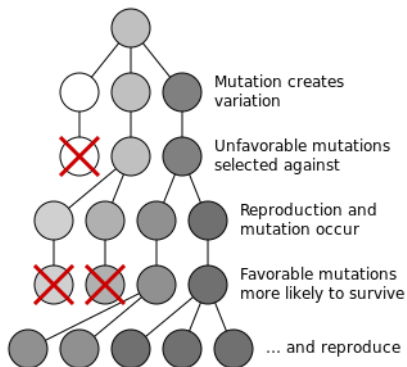 Mutation creates
variation
Unfavorable mutations
selected against
Reproduction and
mutation occur
Favorable mutations
more likely to survive
... and reproduce